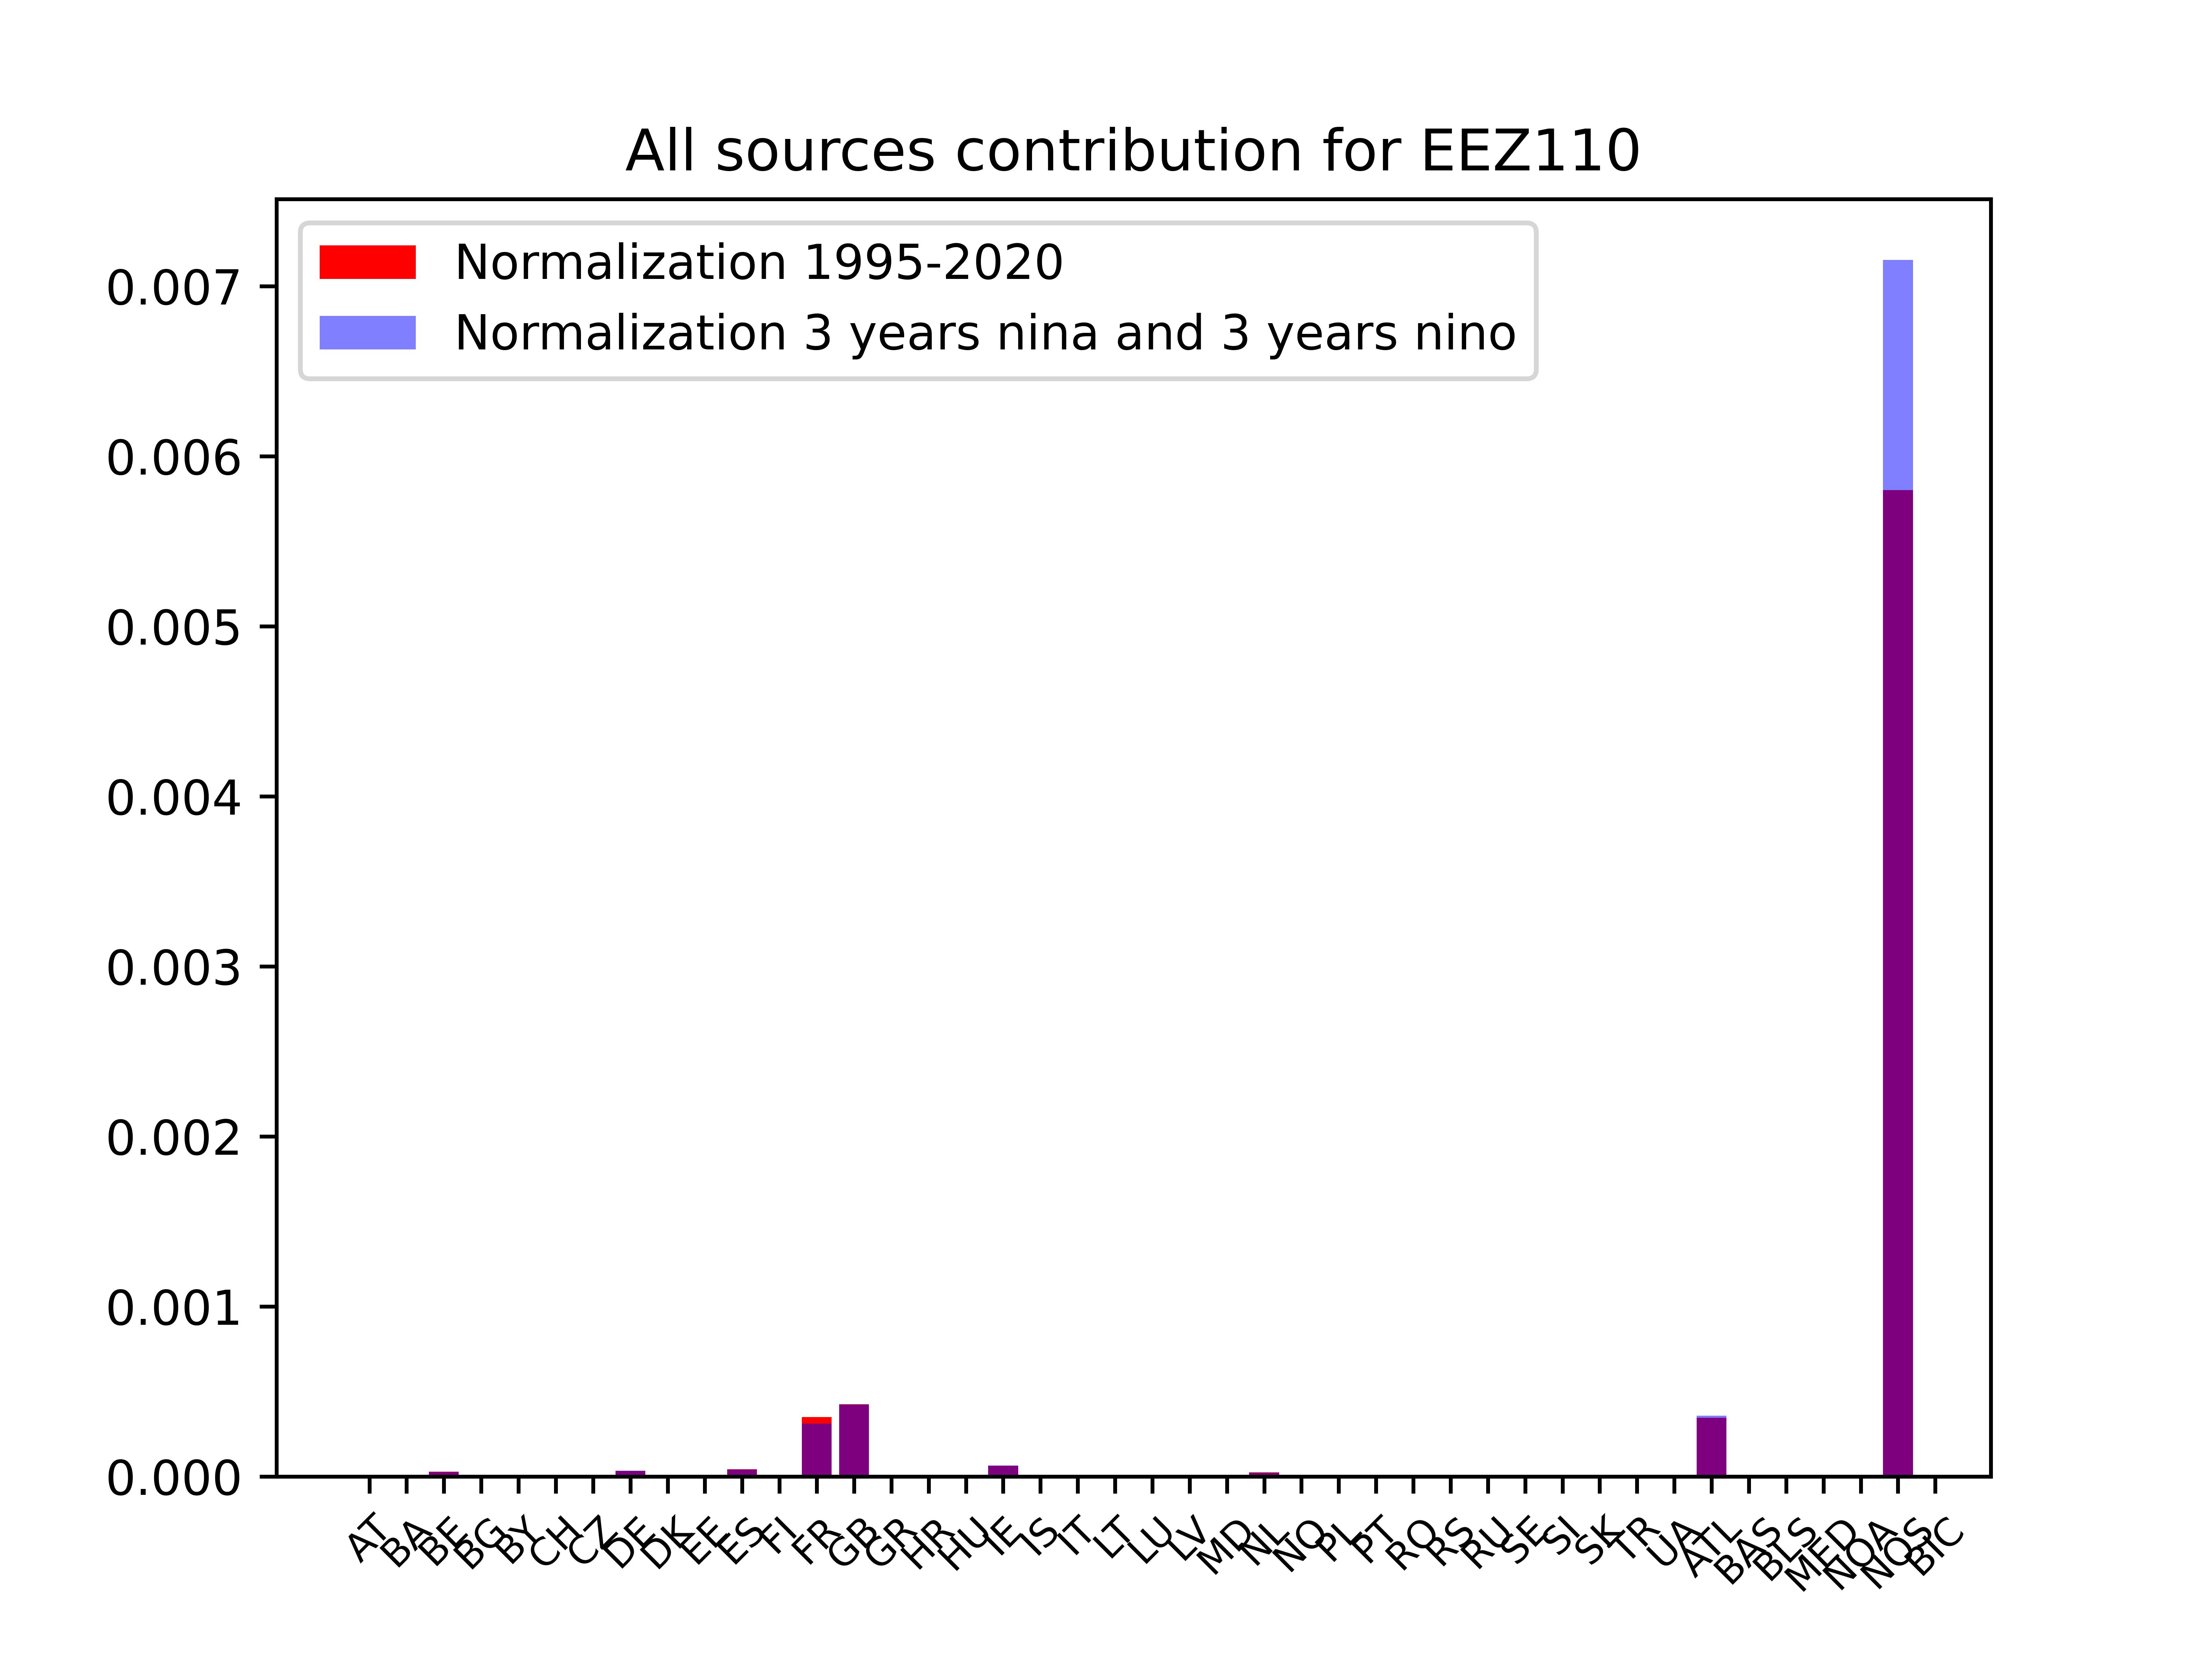 All sources contribution for EEZ110
Normalization 1995-2020
Normalization 3 years nina and 3 years nino
0.007
0.006
0.005
0.004
0.003
0.002
0.001
0.000
AT BA BE BG BY CH CZ DE DK EE ES FI FR GB GR HR HU IE IS IT LT LU LV MD NL NO PL PT RO RS RU SE SI SK TR UA ATL BAS BLS MED NOA NOS BIC